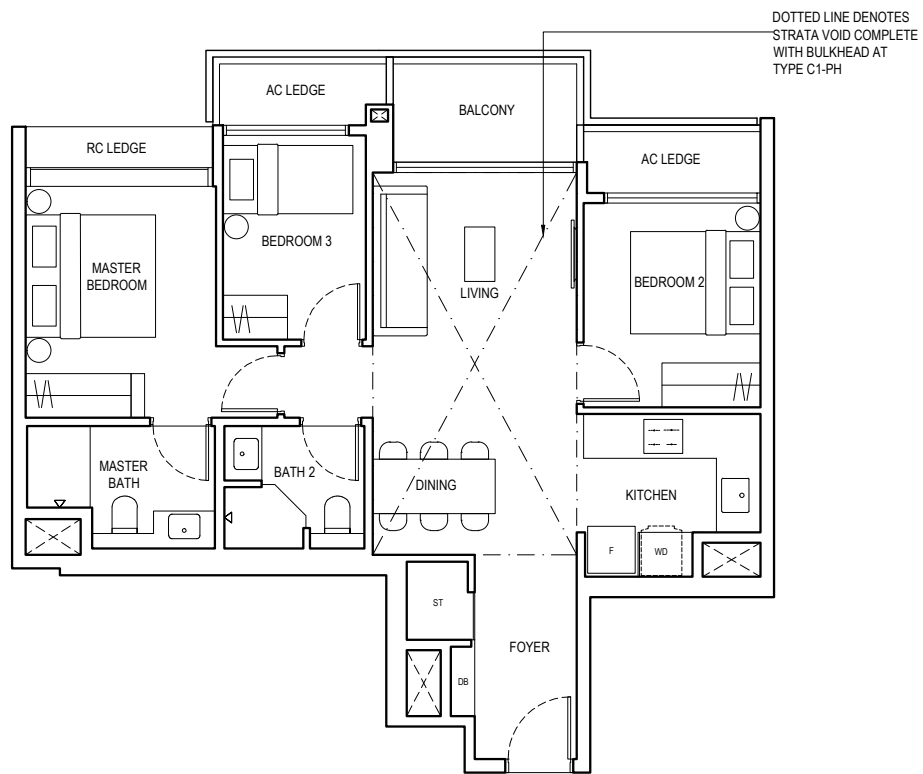 DOTTED LINE DENOTES
STRATA VOID COMPLETE
WITH BULKHEAD AT
TYPE C1-PH
AC LEDGE
BALCONY
RC LEDGE
AC LEDGE
BEDROOM 3
MASTER
BEDROOM
LIVING
BEDROOM 2
MASTER
BATH
BATH 2
DINING
KITCHEN
F
WD
ST
FOYER
DB